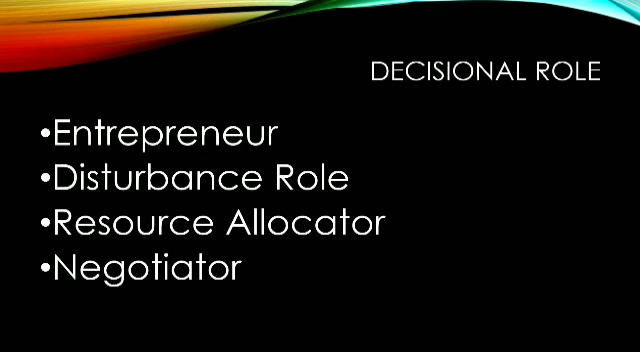 DECISIONAL ROLE
•Entrepreneur
•Disturbance Role
•Resource Allocator
•Negotiator